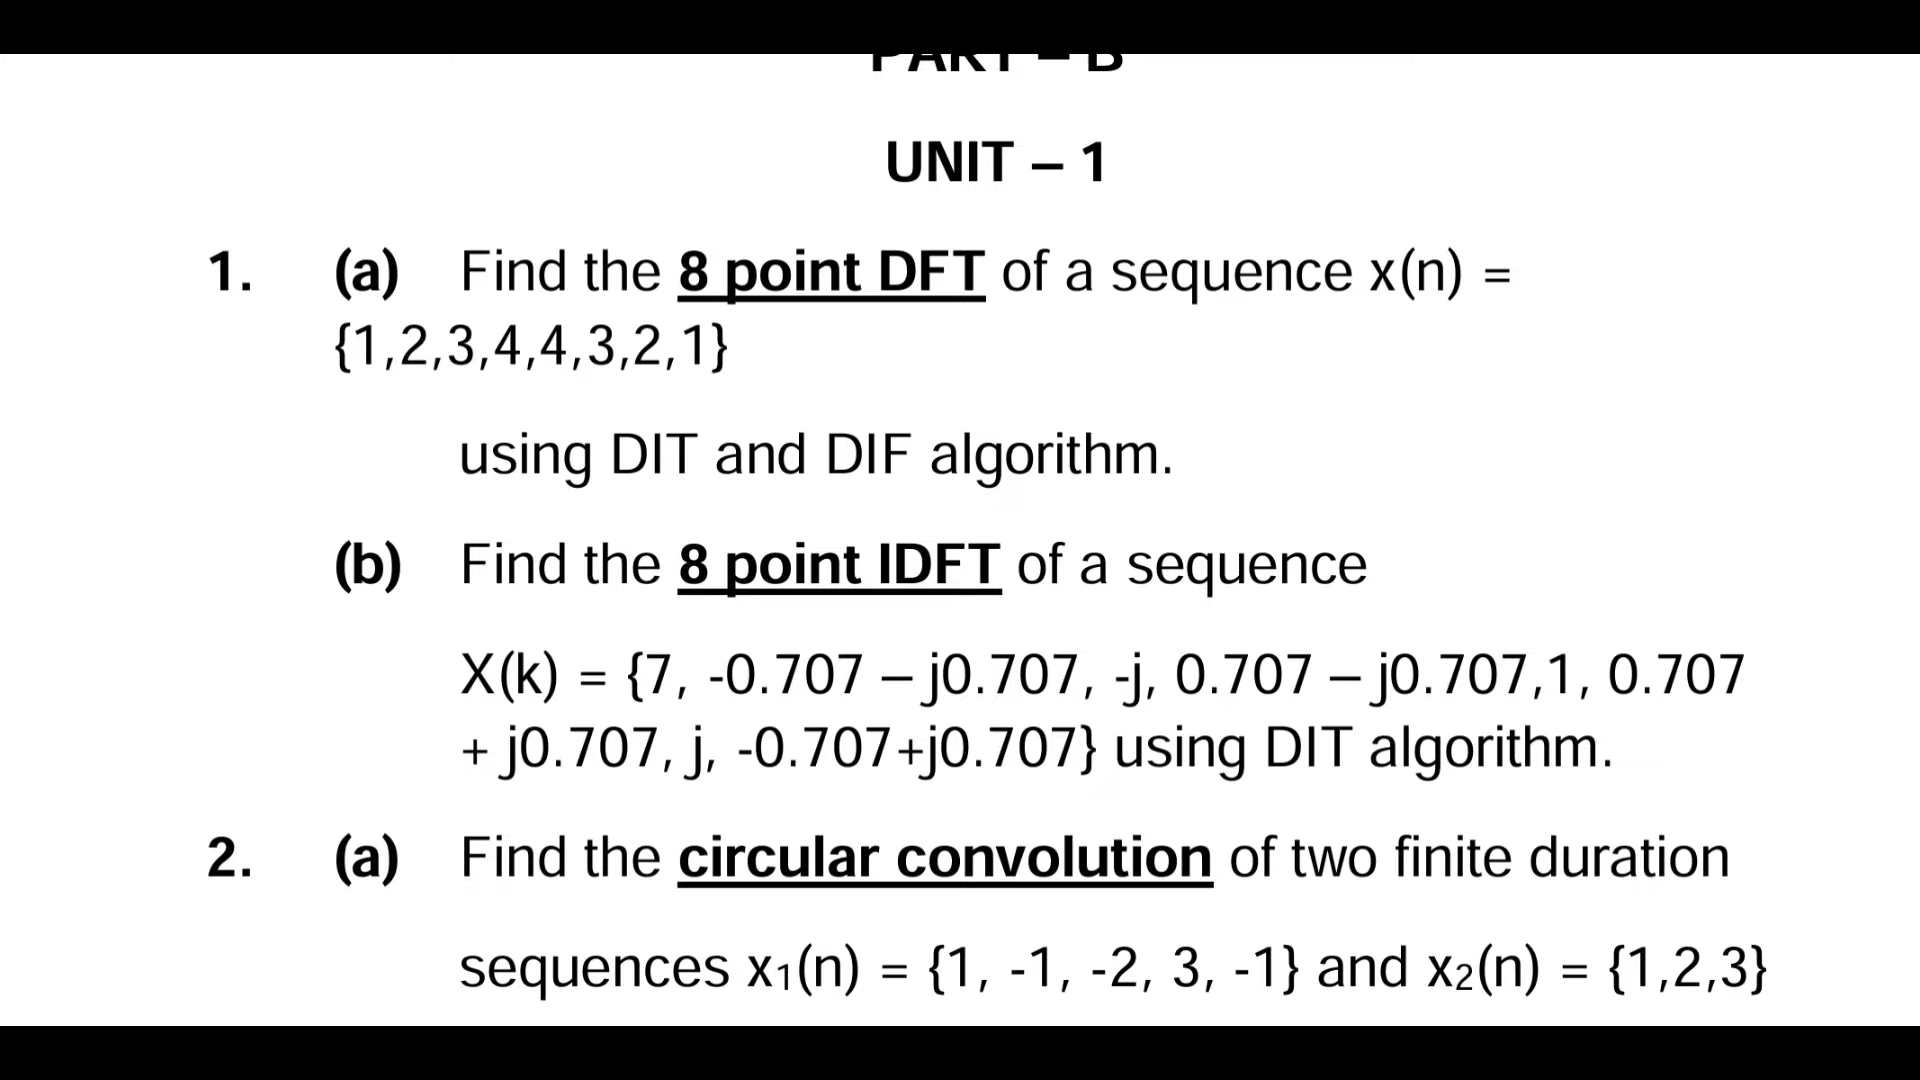 PART – B
UNIT – 1
1. (a) Find the 8 point DFT of a sequence x(n) =
{1,2,3,4,4,3,2,1}
using DIT and DIF algorithm.
(b) Find the 8 point IDFT of a sequence
X(k) = {7, -0.707 – j0.707, -j, 0.707 – j0.707,1, 0.707
+ j0.707, j, -0.707+j0.707} using DIT algorithm.
2. (a) Find the circular convolution of two finite duration
sequences x₁(n) = {1, -1, -2, 3, -1} and x₂(n) = {1,2,3}